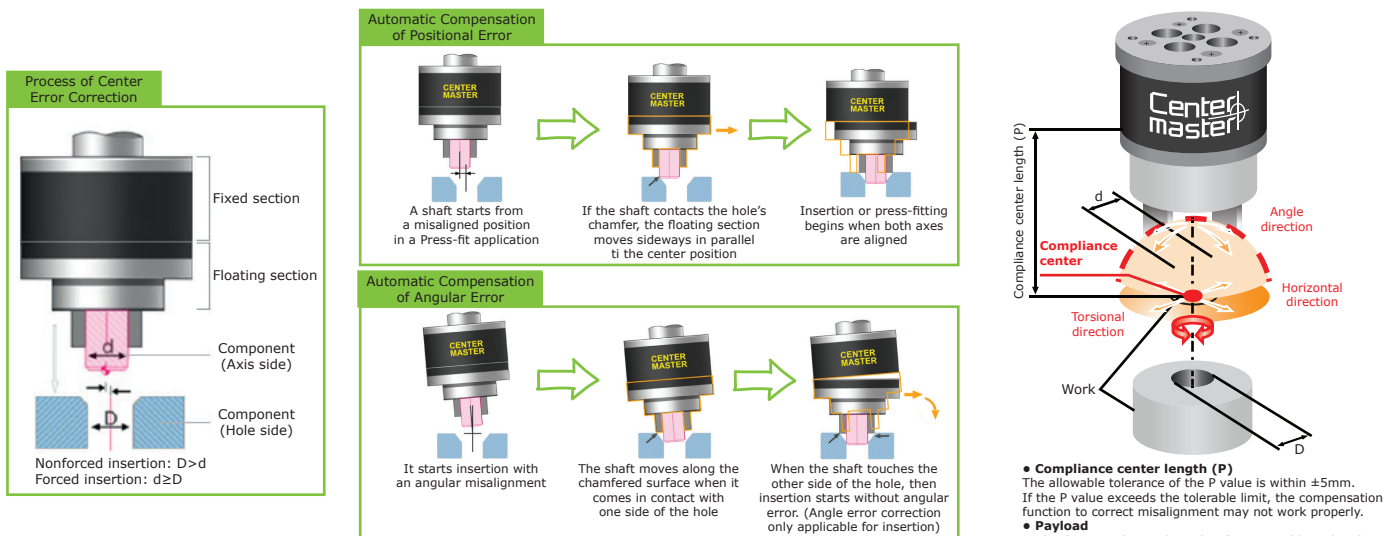 Process of Center
Error Correction
Fixed section
Floating section
d
Component
(Axis side)
D
Component
(Hole side)
Nonforced insertion: D>d
Forced insertion: d≥D
Automatic Compensation
of Positional Error
CENTER
MASTER
CENTER
MASTER
CENTER
MASTER
A shaft starts from
a misaligned position
in a Press-fit application
If the shaft contacts the hole's
chamfer, the floating section
moves sideways in parallel
ti the center position
Insertion or press-fitting
begins when both axes
are aligned
Automatic Compensation
of Angular Error
CENTER
MASTER
CENTER
MASTER
CENTER
MASTER
It starts insertion with
an angular misalignment
The shaft moves along the
chamfered surface when it
comes in contact with
one side of the hole
When the shaft touches the
other side of the hole, then
insertion starts without angular
error. (Angle error correction
only applicable for insertion)
Center
master
Compliance center length (P)
d
Angle
direction
Compliance
center
Horizontal
direction
Torsional
direction
Work
D
• Compliance center length (P)
The allowable tolerance of the P value is within ±5mm.
If the P value exceeds the tolerable limit, the compensation
function to correct misalignment may not work properly.
• Payload